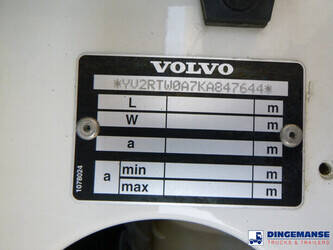 VOLVO
*YV2RTW0A7KA847644*
L m
W m
a m
a min m
max m
1078024
DINGEMANSE
TRUCKS & TRAILERS